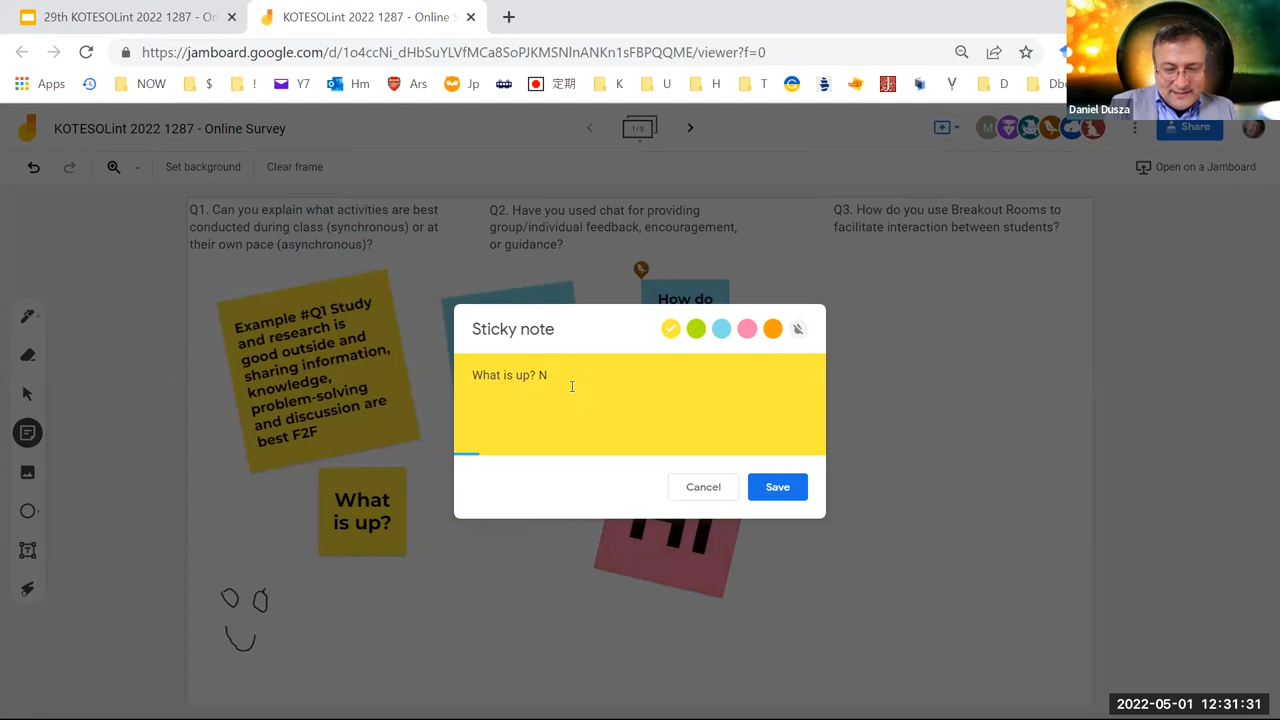 29th KOTESOLint 2022 1287 - On
KOTESOLint 2022 1287 - Online S
https://jamboard.google.com/d/1o4ccNi_dHbSuYLVfMCa8SoPJKMSNlnANKn1sFBPQQME/viewer?f=0
Apps
NOW
$
!
Y7
Hm
Ars
Jp
定期
K
U
H
T
D
Daniel Dusza
KOTESOLint 2022 1287 - Online Survey
1/5
M
Share
Set background
Clear frame
Open on a Jamboard
Q1. Can you explain what activities are best
conducted during class (synchronous) or at
their own pace (asynchronous)?
Q2. Have you used chat for providing
group/individual feedback, encouragement,
or guidance?
Q3. How do you use Breakout Rooms to
facilitate interaction between students?
Example #Q1 Study
and research is
good outside and
sharing information,
knowledge,
problem-solving
and discussion are
best F2F
How do
Sticky note
What is up? N
Cancel
Save
What
is up?
2022-05-01 12:31:31